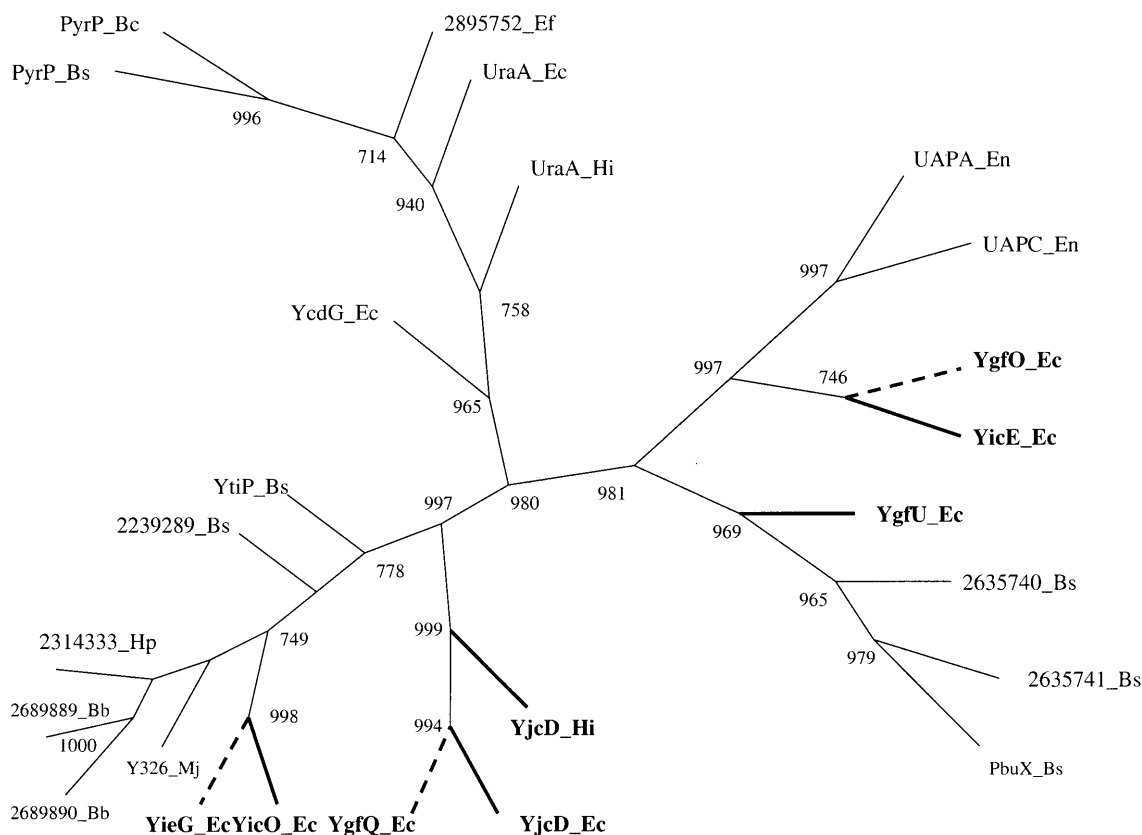 PyrP_Bc
2895752_Ef
PyrP_Bs
UraA_Ec
996
714
UAPA_En
UraA_Hi
940
UAPC_En
997
YcdG_Ec
758
997
746
YgfO_Ec
965
YicE_Ec
YtiP_Bs
997
980
981
YgfU_Ec
2239289_Bs
969
778
2635740_Bs
965
2314333_Hp
749
999
979
2635741_Bs
2689889_Bb
998
994
YjcD_Hi
1000
Y326_Mj
PbuX_Bs
2689890_Bb
YieG_Ec
YicO_Ec
YgfQ_Ec
YjcD_Ec